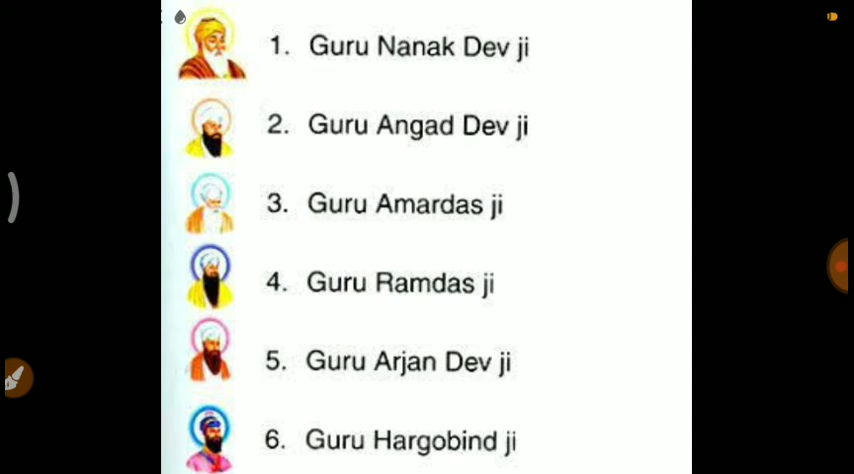 1. Guru Nanak Dev ji
2. Guru Angad Dev ji
3. Guru Amardas ji
4. Guru Ramdas ji
5. Guru Arjan Dev ji
6. Guru Hargobind ji